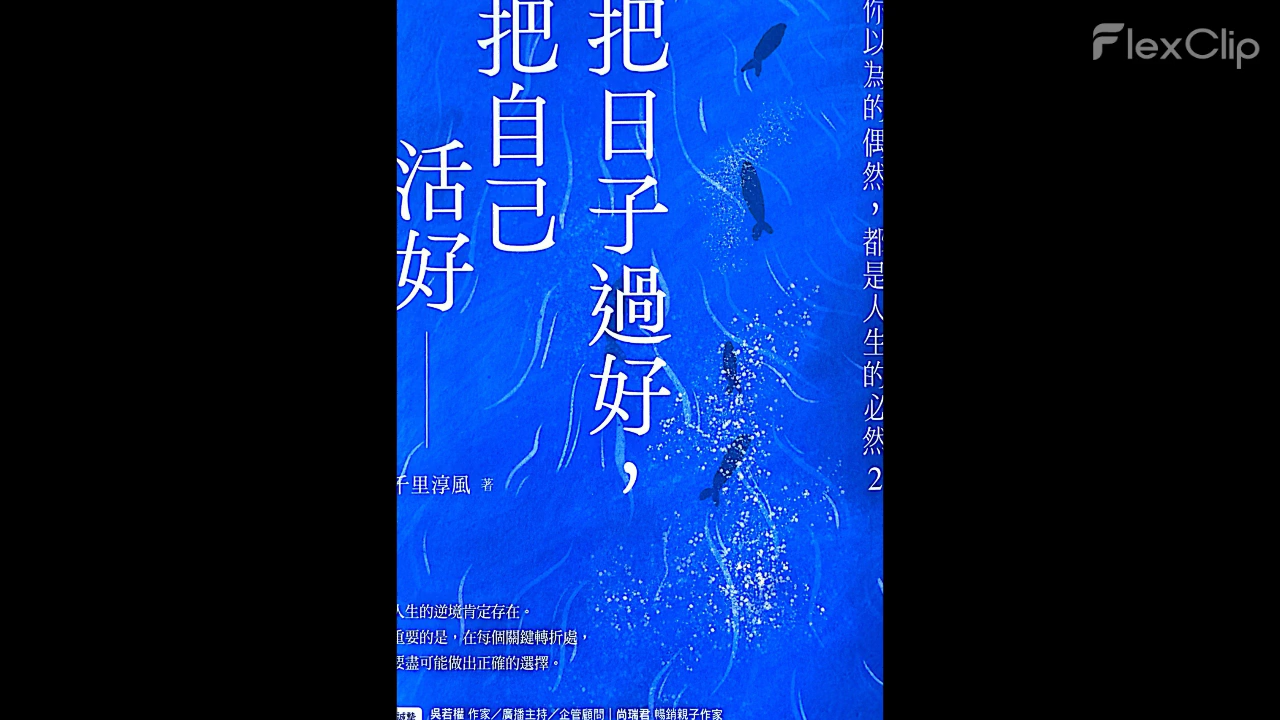 你以為的偶然，都是人生的必然2
把日子過好，
把自己
活好
千里淳風 著
人生的逆境肯定存在。
重要的是，在每個關鍵轉折處，
要盡可能做出正確的選擇。
吳若權 作家／廣播主持／企管顧問｜尚瑞君 暢銷親子作家
FlexClip